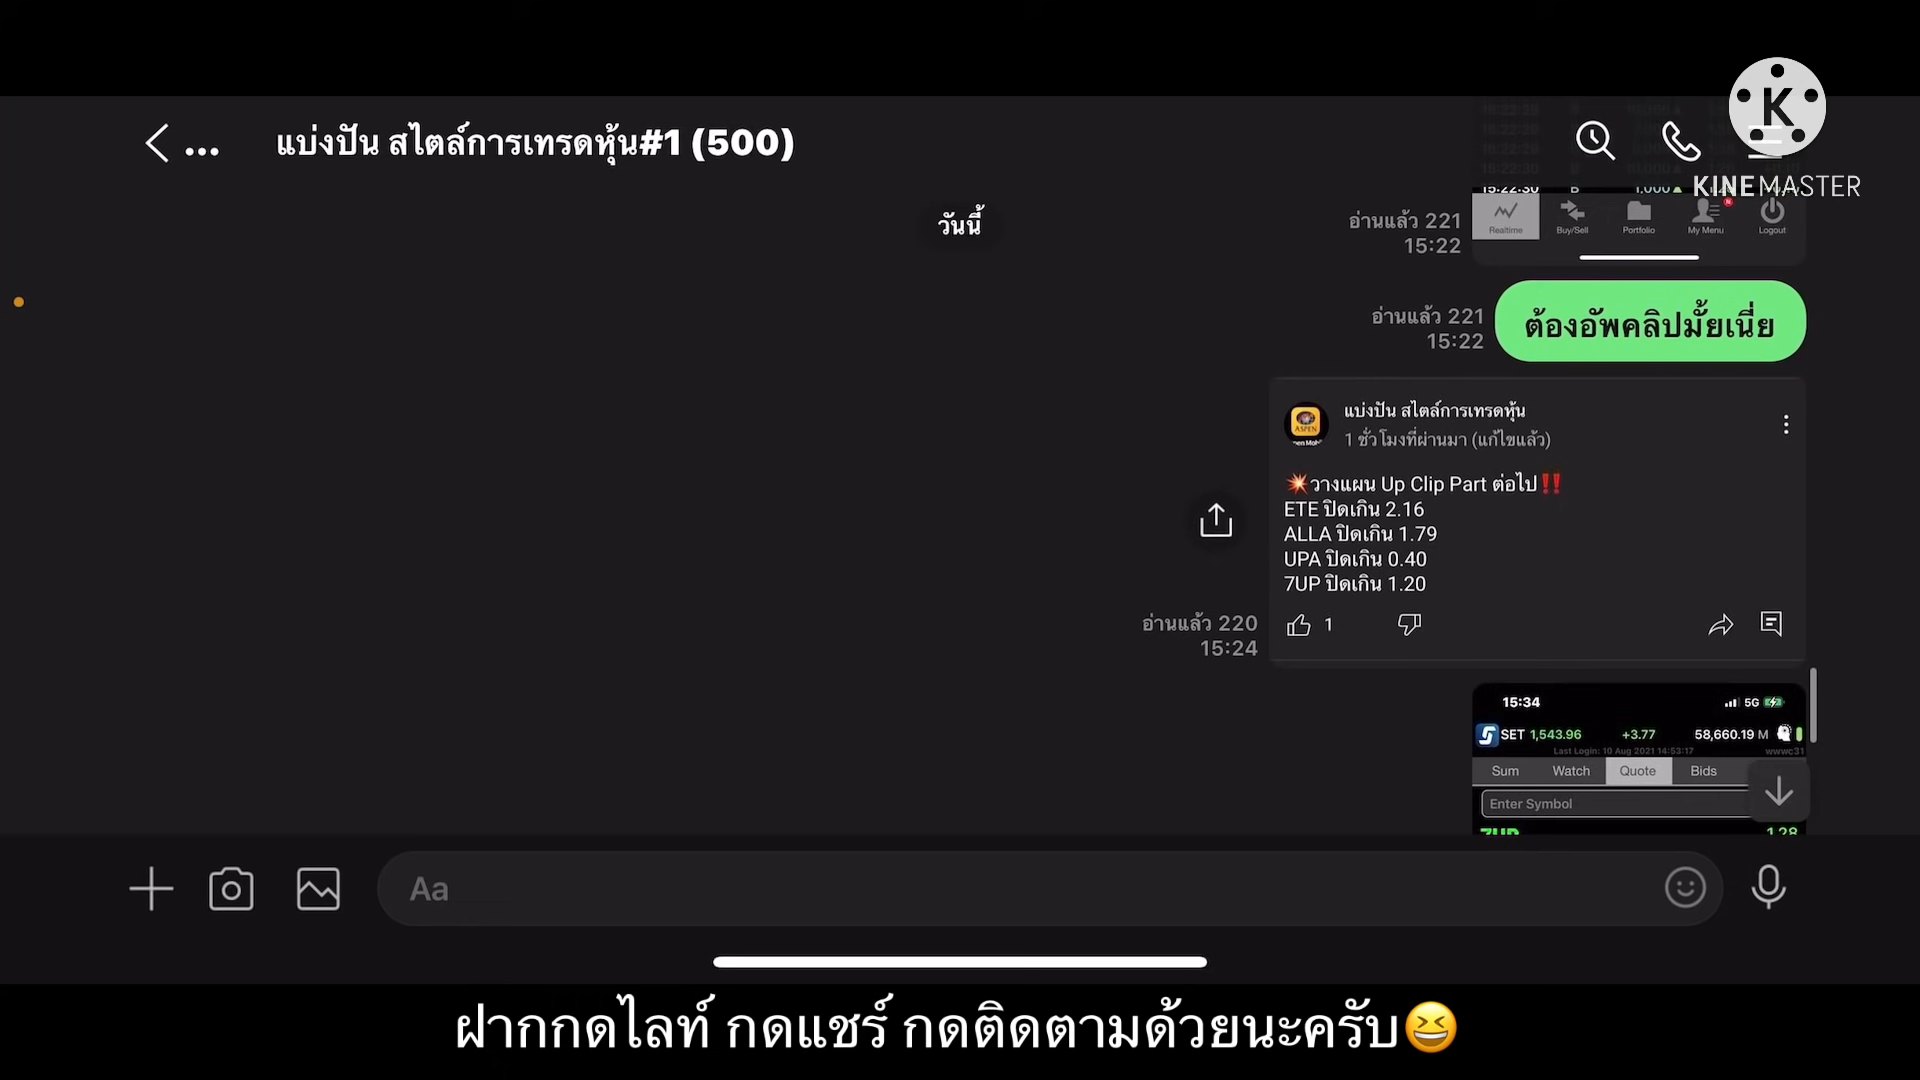 ... แบ่งปัน สไตล์การเทรดหุ้น#1 (500)
KINEMASTER
วันนี้
15:22:30 B 1,000
Realtime Buy/Sell Portfolio My Menu Logout
อ่านแล้ว 221
15:22
ต้องอัพคลิปมั้ยเนี่ย
อ่านแล้ว 221
15:22
ASPEN
แบ่งปัน สไตล์การเทรดหุ้น
1 ชั่วโมงที่ผ่านมา (แก้ไขแล้ว)
💥วางแผน Up Clip Part ต่อไป‼️
ETE ปิดเกิน 2.16
ALLA ปิดเกิน 1.79
UPA ปิดเกิน 0.40
7UP ปิดเกิน 1.20
1
อ่านแล้ว 220
15:24
15:34 5G
SET 1,543.96 +3.77 58,660.19 M
Last Login: 10 Aug 2021 14:53:17 wwwc31
Sum Watch Quote Bids
Enter Symbol
7UP 1.28
Aa
ฝากกดไลท์ กดแชร์ กดติดตามด้วยนะครับ😆